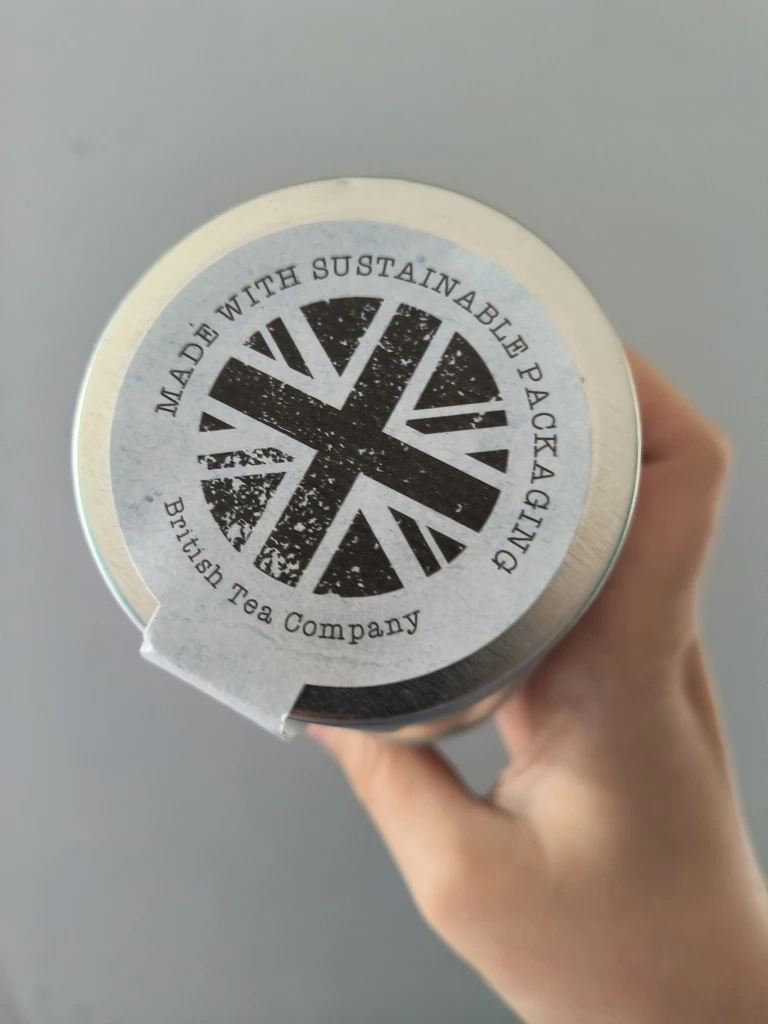 MADE WITH SUSTAINABLE PACKAGING
British Tea Company